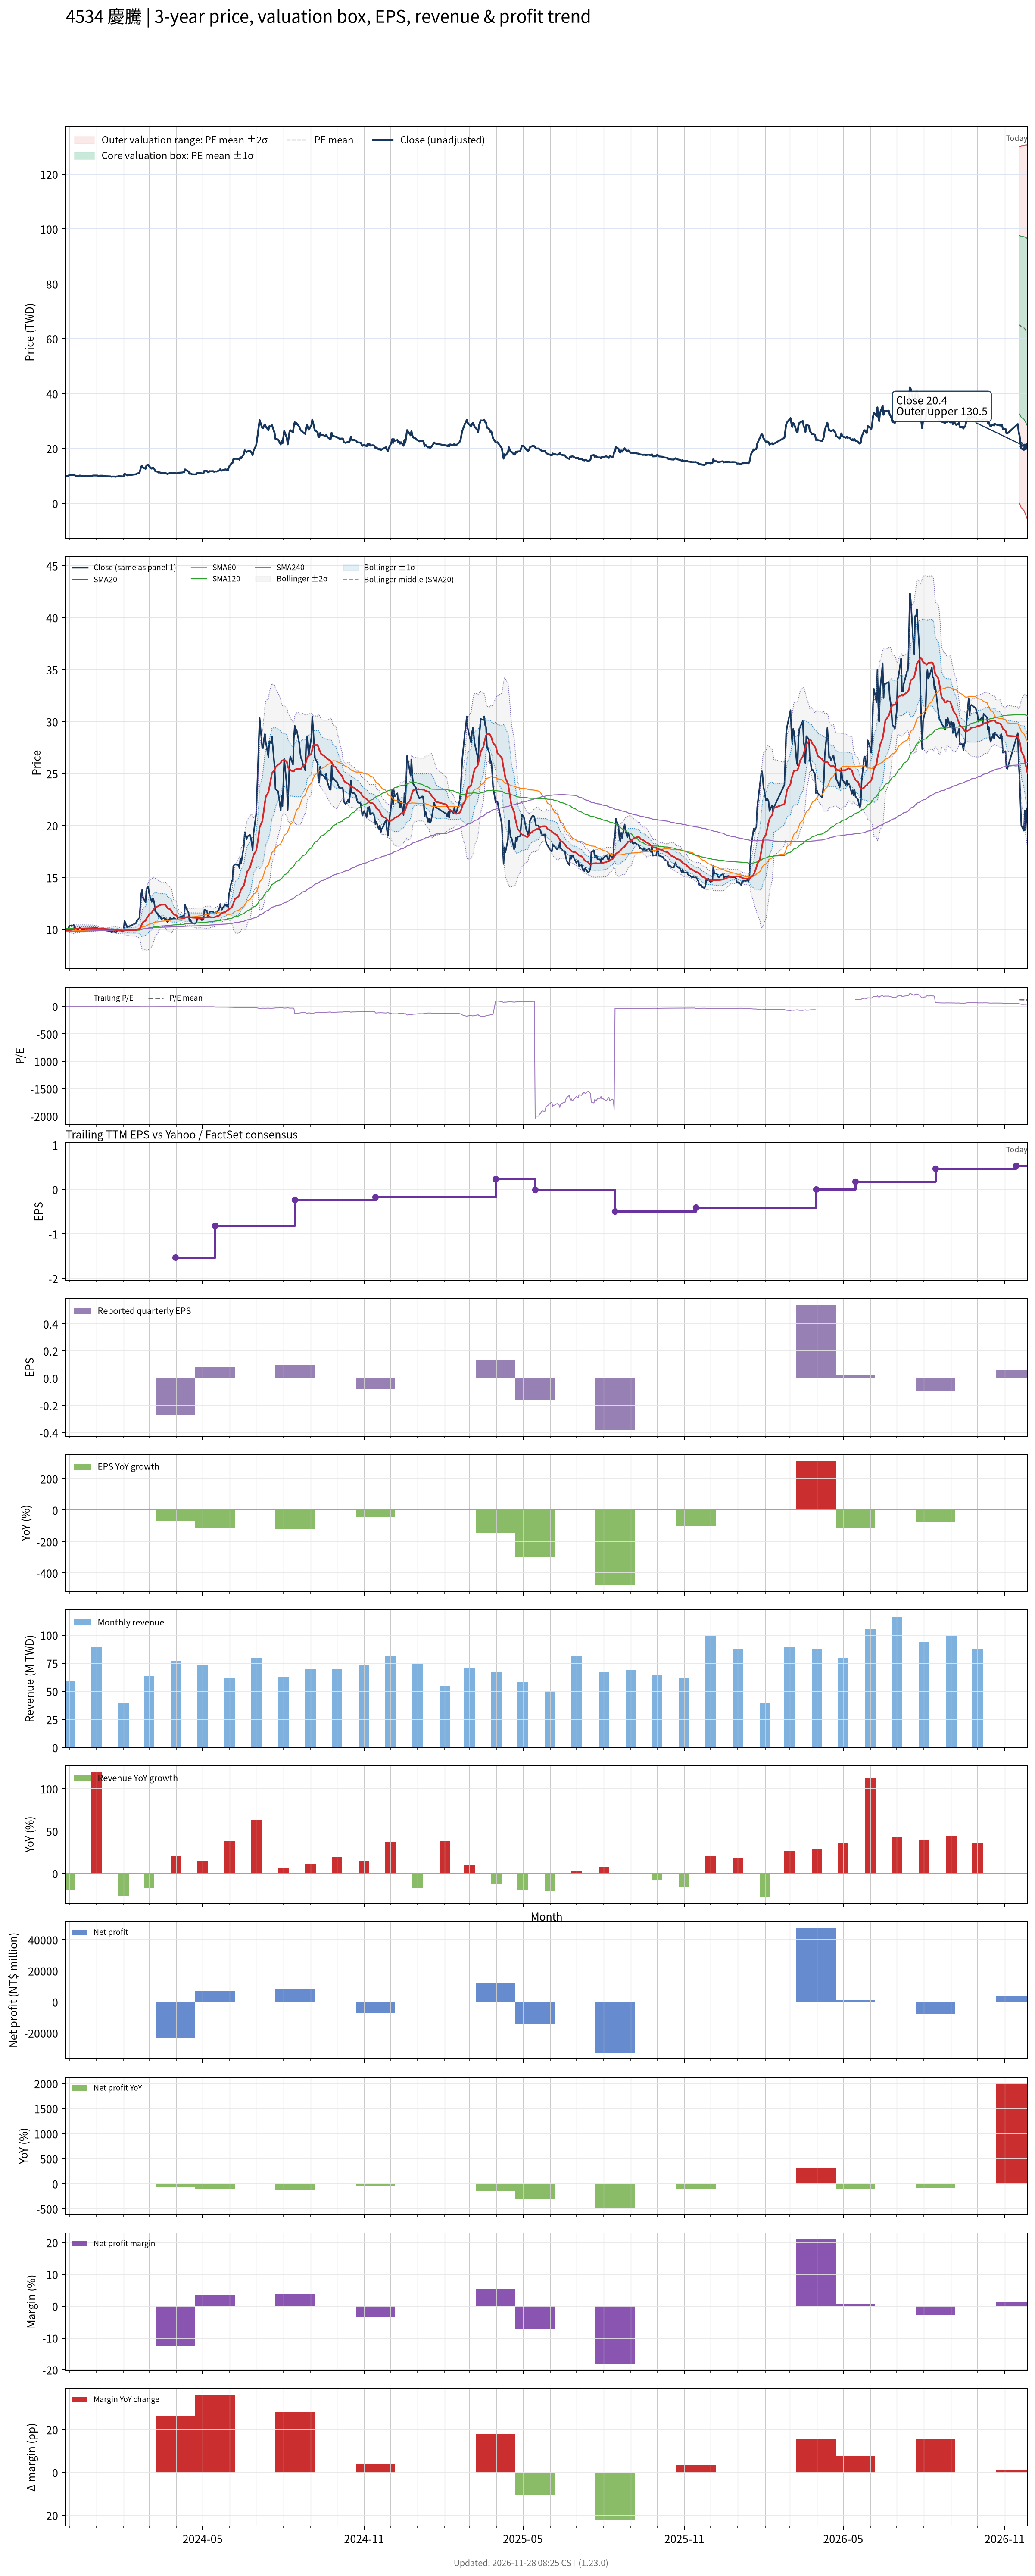 4534 慶騰 | 3-year price, valuation box, EPS, revenue & profit trend
Outer valuation range: PE mean ±2σ
Core valuation box: PE mean ±1σ
PE mean
Close (unadjusted)
Today
Price (TWD)
120
100
80
60
40
20
0
Close 20.4
Outer upper 130.5
Close (same as panel 1)
SMA20
SMA60
SMA120
SMA240
Bollinger ±2σ
Bollinger ±1σ
Bollinger middle (SMA20)
Price
45
40
35
30
25
20
15
10
Trailing P/E
P/E mean
P/E
0
-500
-1000
-1500
-2000
Trailing TTM EPS vs Yahoo / FactSet consensus
Today
EPS
1
0
-1
-2
Reported quarterly EPS
EPS
0.4
0.2
0.0
-0.2
-0.4
EPS YoY growth
YoY (%)
200
0
-200
-400
Monthly revenue
Revenue (M TWD)
100
75
50
25
0
Revenue YoY growth
YoY (%)
100
50
0
Month
Net profit
Net profit (NT$ million)
40000
20000
0
-20000
Net profit YoY
YoY (%)
2000
1500
1000
500
0
-500
Net profit margin
Margin (%)
20
10
0
-10
-20
Margin YoY change
Δ margin (pp)
20
0
-20
2024-05
2024-11
2025-05
2025-11
2026-05
2026-11
Updated: 2026-11-28 08:25 CST (1.23.0)